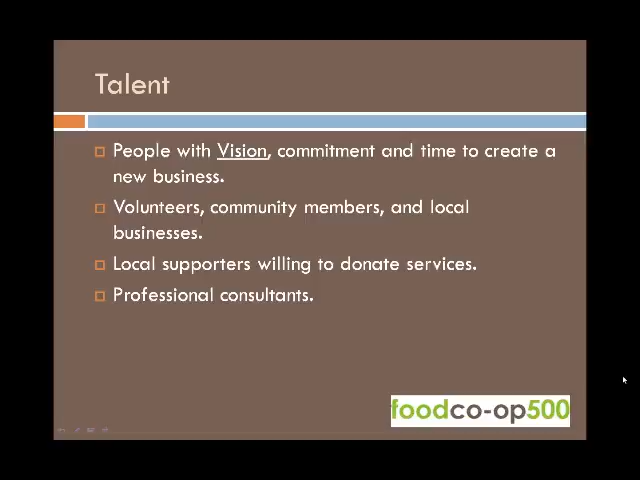 Talent
People with Vision, commitment and time to create a
new business.
Volunteers, community members, and local
businesses.
Local supporters willing to donate services.
Professional consultants.
foodco-op500